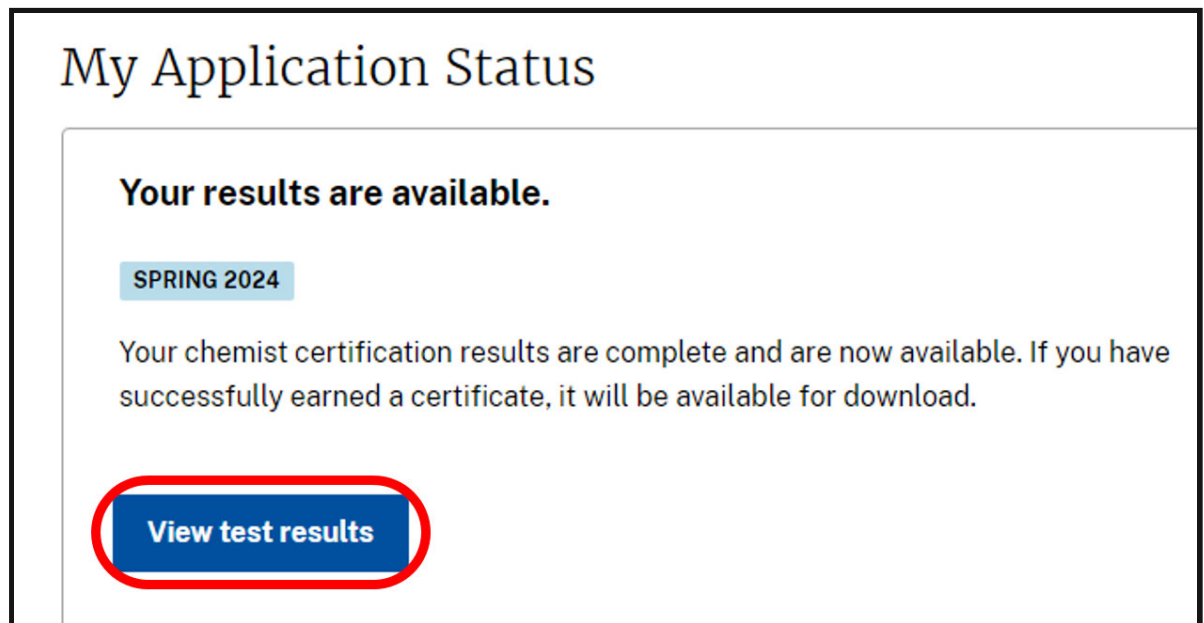 My Application Status
Your results are available.
SPRING 2024
Your chemist certification results are complete and are now available. If you have
successfully earned a certificate, it will be available for download.
View test results